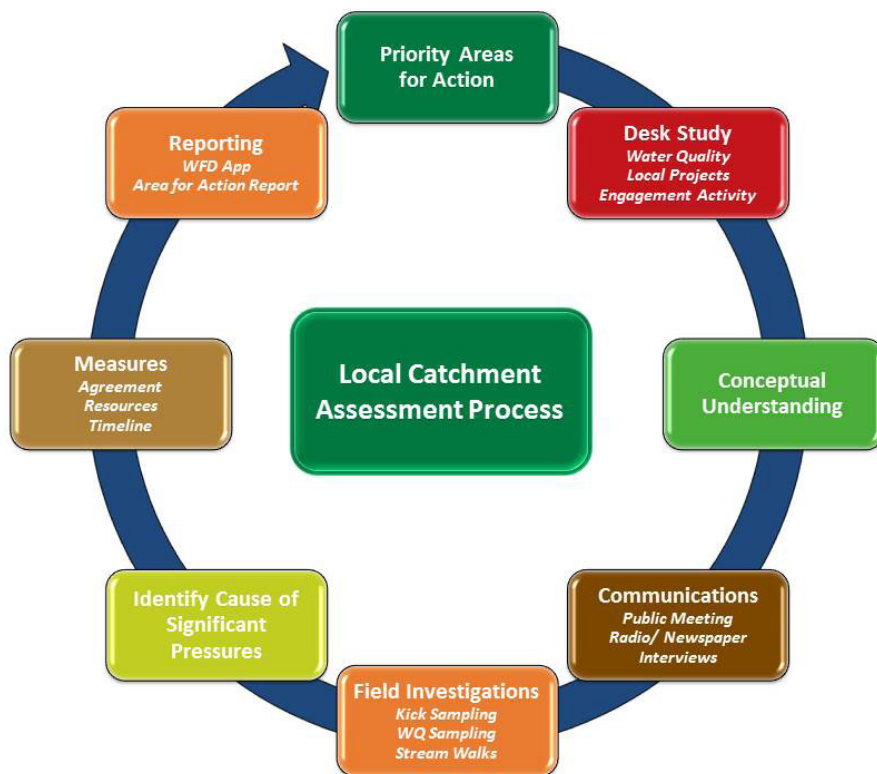 Priority Areas
for Action
Desk Study
Water Quality
Local Projects
Engagement Activity
Conceptual
Understanding
Communications
Public Meeting
Radio/ Newspaper
Interviews
Field Investigations
Kick Sampling
WQ Sampling
Stream Walks
Identify Cause of
Significant
Pressures
Measures
Agreement
Resources
Timeline
Reporting
WFD App
Area for Action Report
Local Catchment
Assessment Process